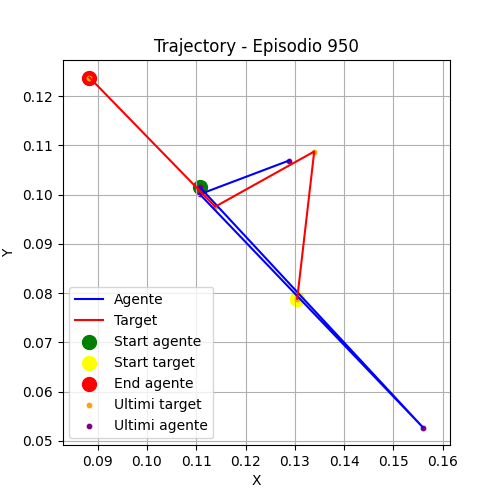 Trajectory - Episodio 950
Y
0.12
0.11
0.10
0.09
0.08
0.07
0.06
0.05
Agente
Target
Start agente
Start target
End agente
Ultimi target
Ultimi agente
0.09 0.10 0.11 0.12 0.13 0.14 0.15 0.16
X